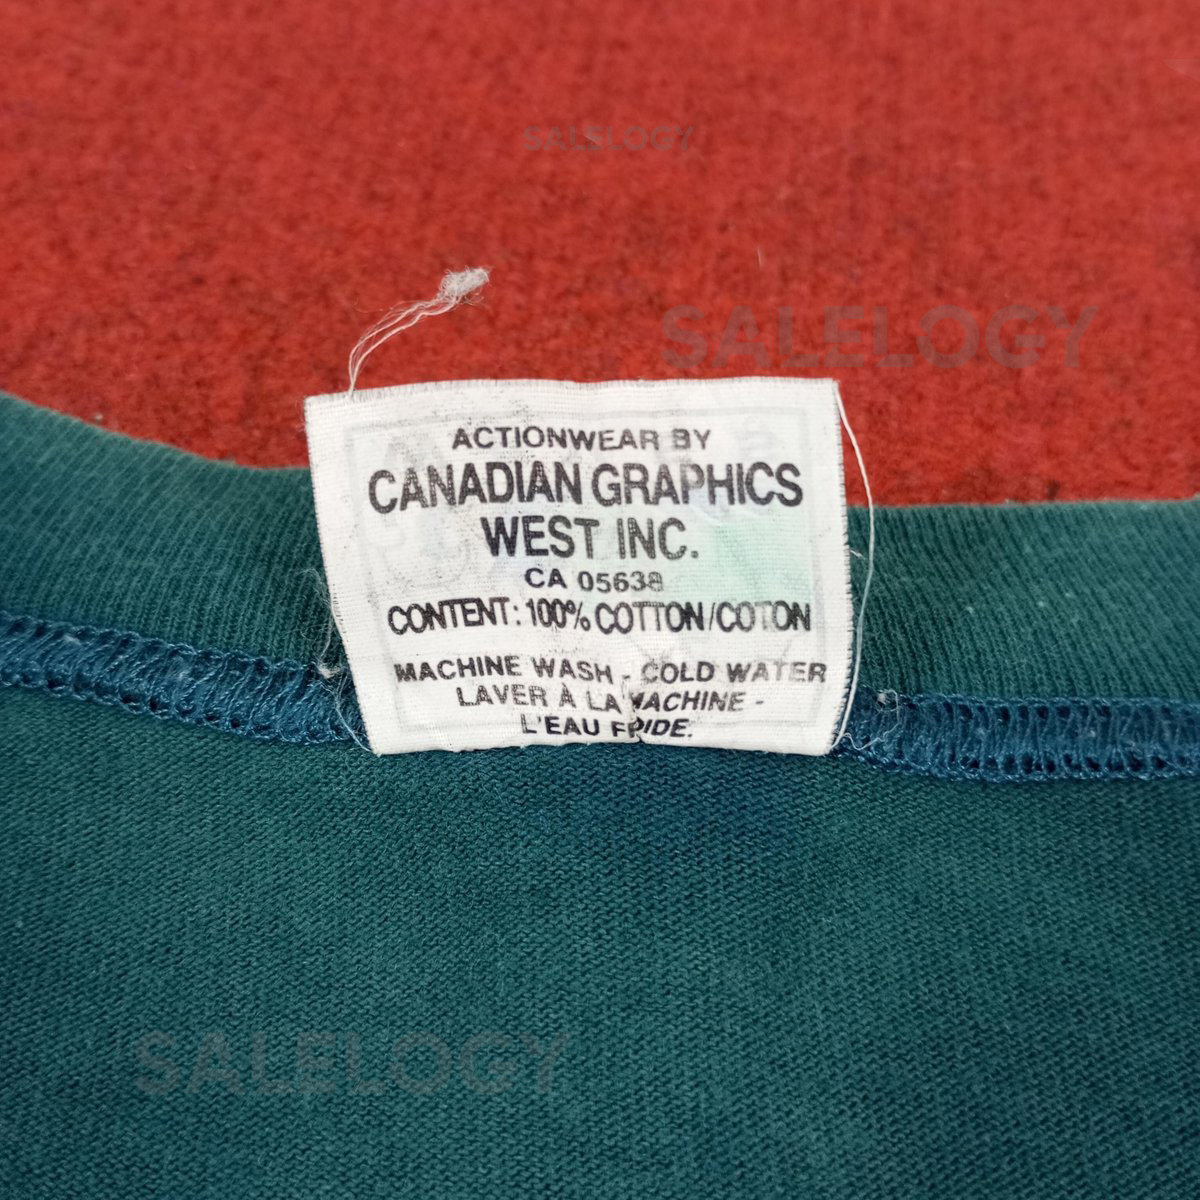 SALELOGY
SALELOGY
ACTIONWEAR BY
CANADIAN GRAPHICS
WEST INC.
CA 05638
CONTENT: 100% COTTON/COTON
MACHINE WASH - COLD WATER
LAVER À LA MACHINE -
L'EAU FRIDE.
SALELOGY